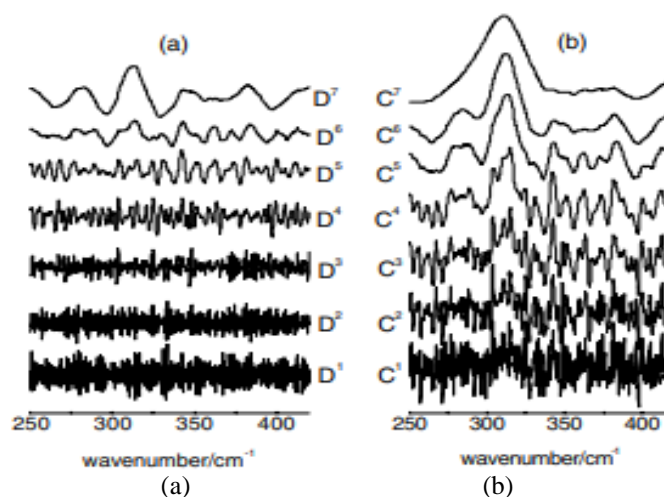 (a) (b)
D⁷ C⁷
D⁶ C⁶
D⁵ C⁵
D⁴ C⁴
D³ C³
D² C²
D¹ C¹
250 300 350 400 250 300 350 400
wavenumber/cm⁻¹ wavenumber/cm⁻¹
(a) (b)